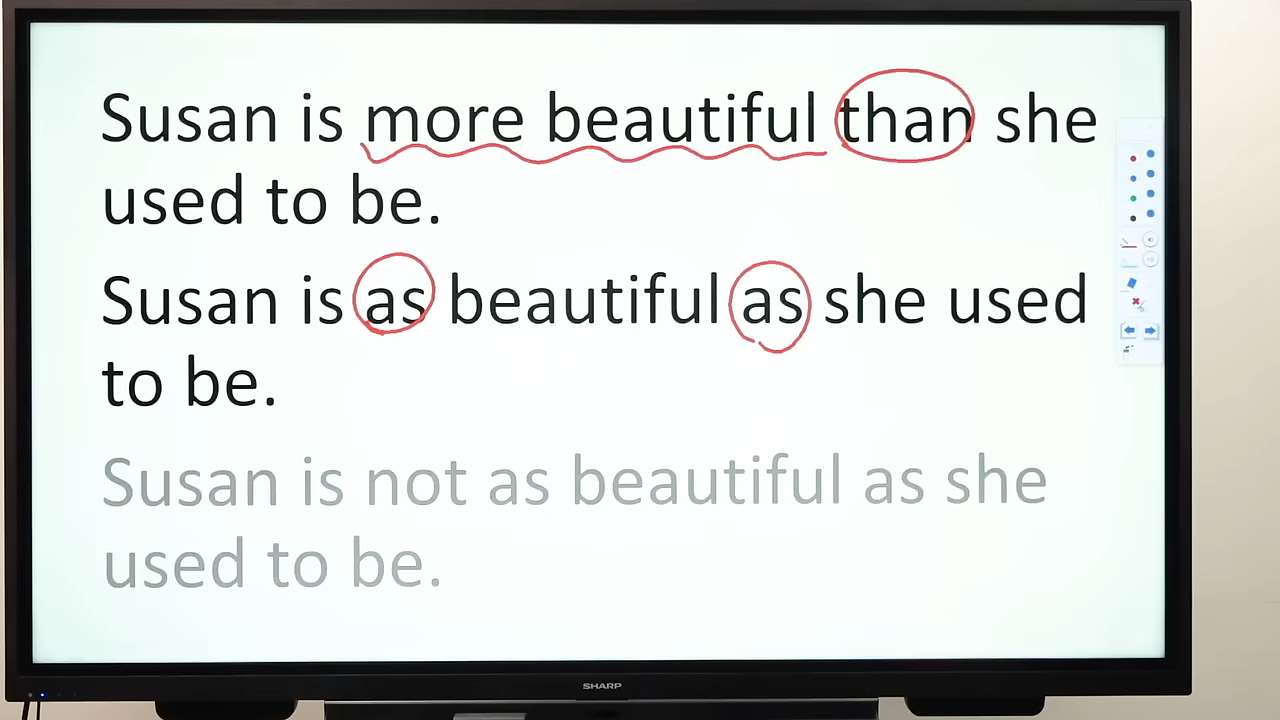 Susan is more beautiful than she
used to be.
Susan is as beautiful as she used
to be.
Susan is not as beautiful as she
used to be.
SHARP